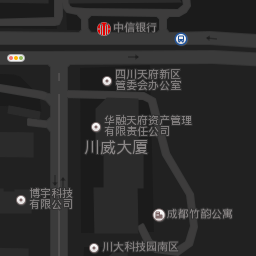 中信银行
四川天府新区
管委会办公室
华融天府资产管理
有限责任公司
川威大厦
博宇科技
有限公司
成都竹韵公寓
川大科技园南区